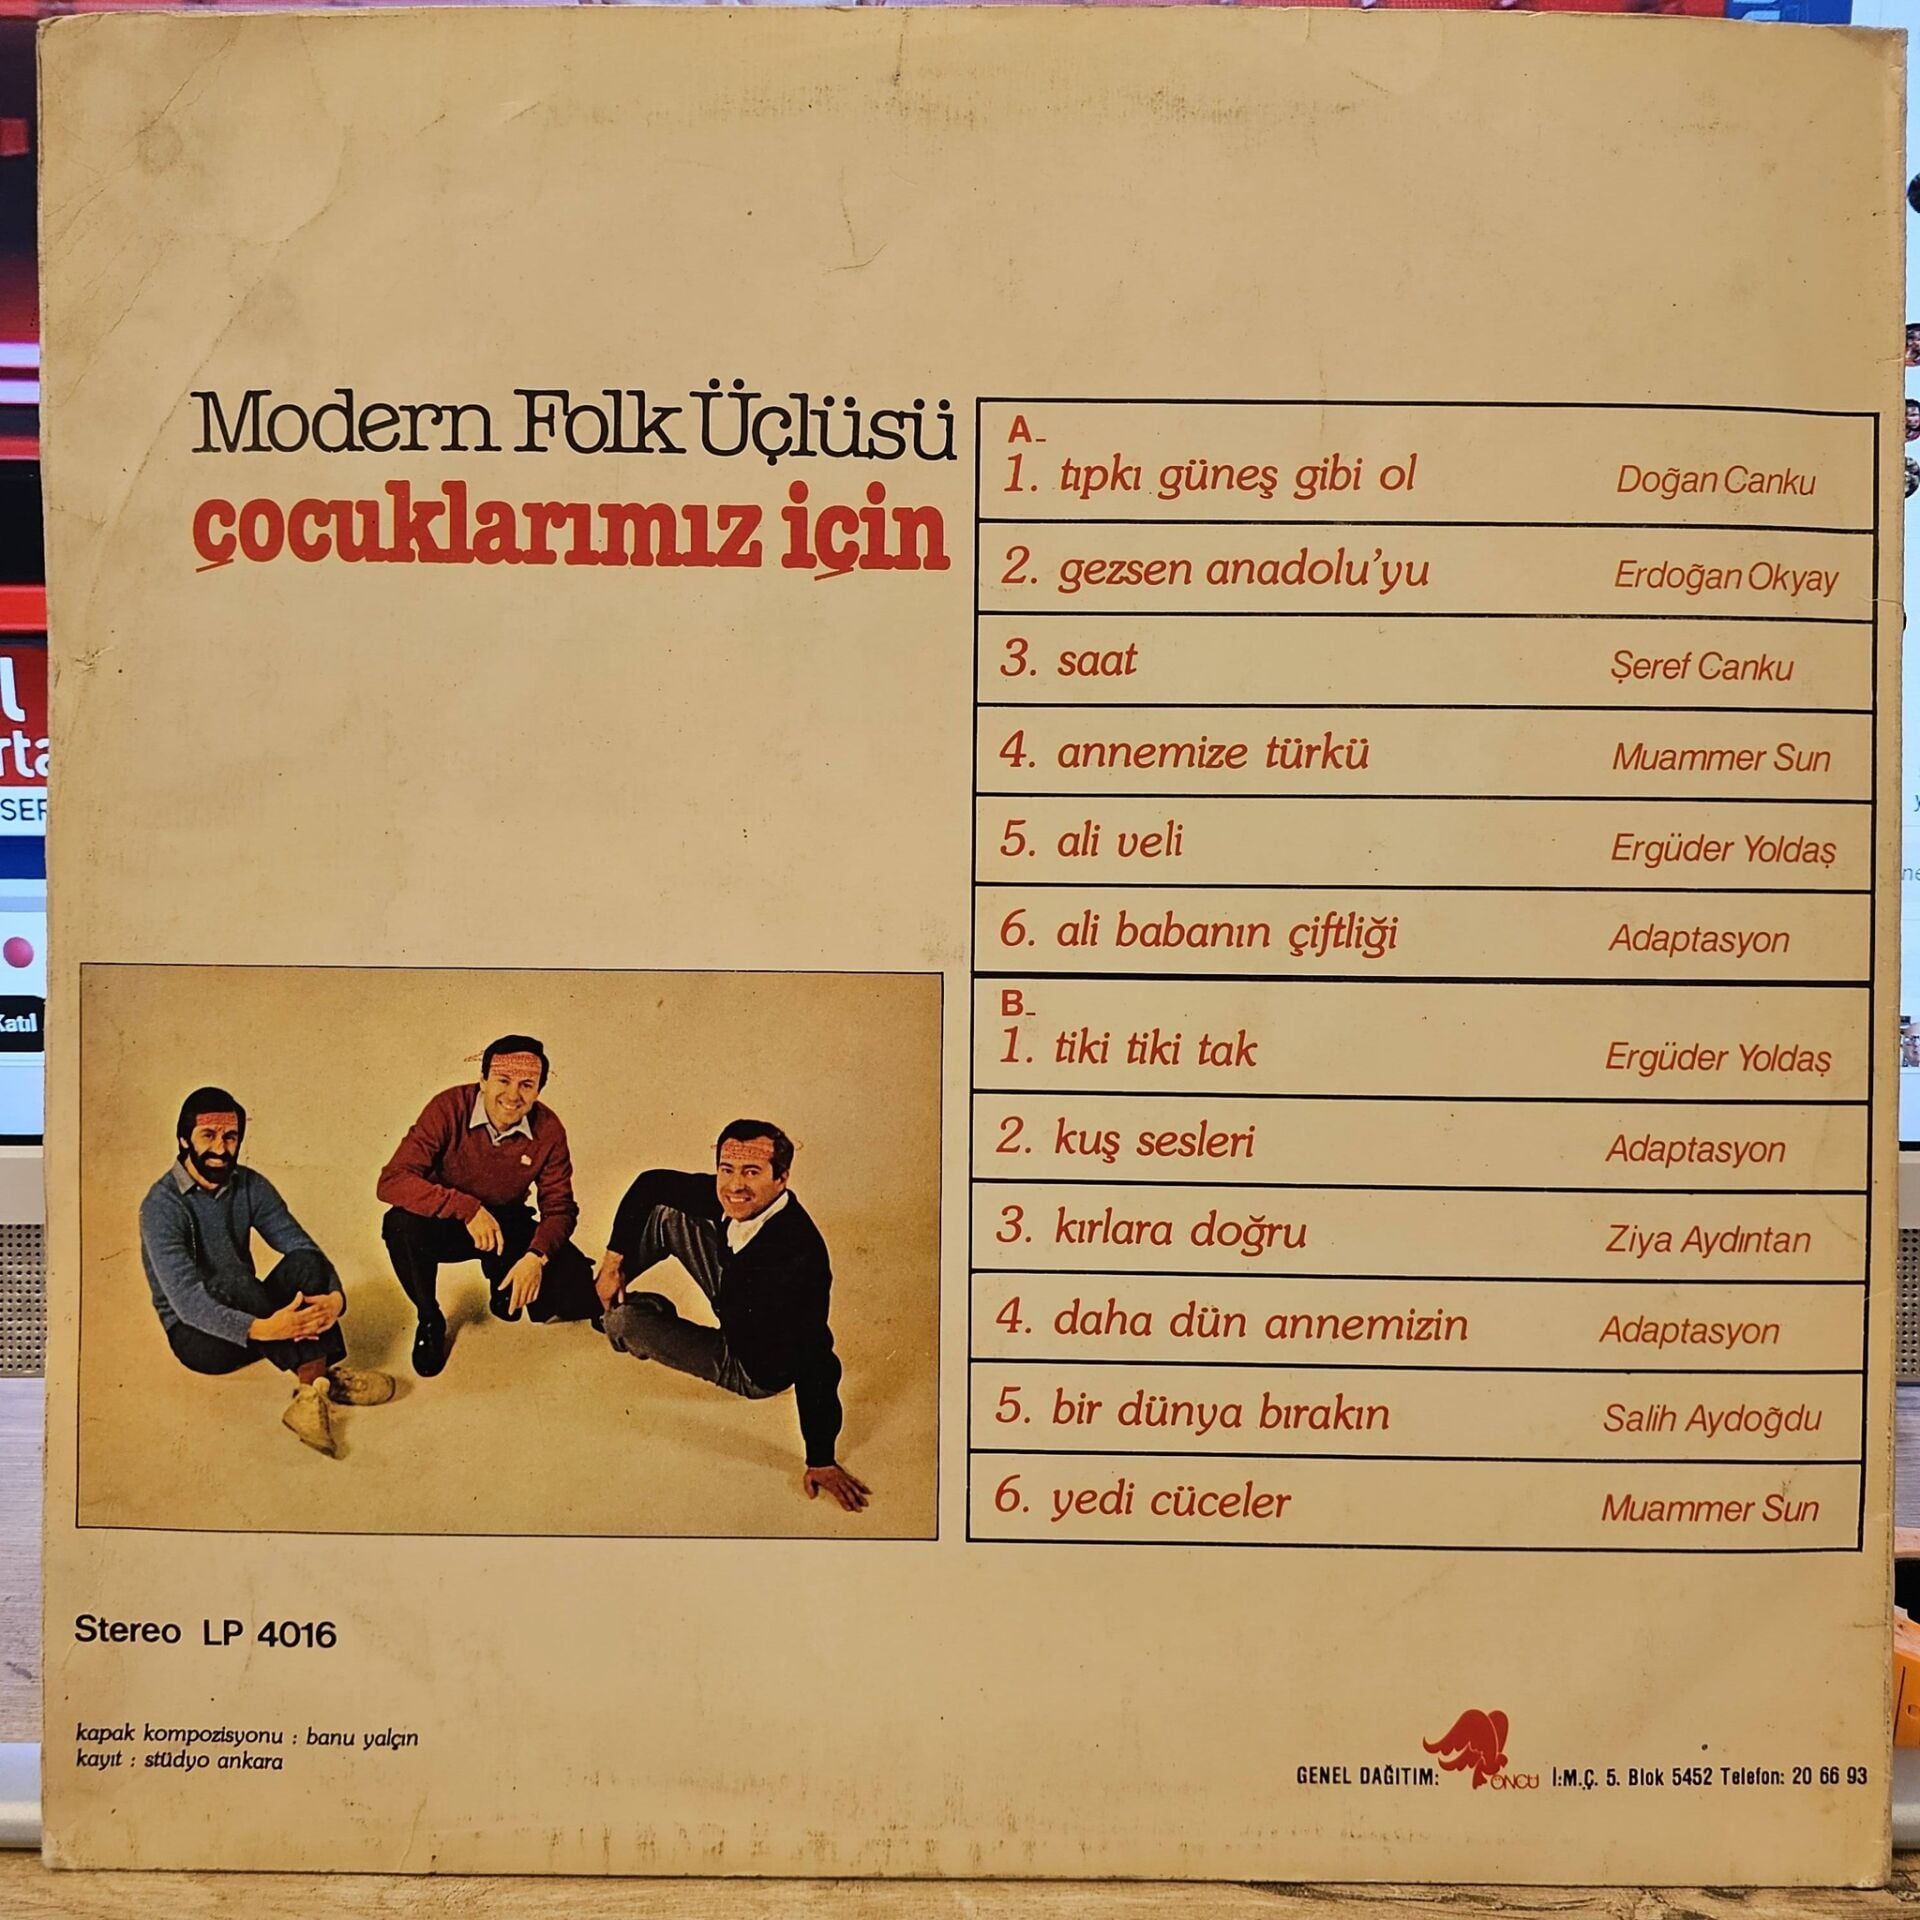 Modern Folk Üçlüsü
çocuklarımız için
A-
1. tıpkı güneş gibi ol Doğan Canku
2. gezsen anadolu'yu Erdoğan Okyay
3. saat Şeref Canku
4. annemize türkü Muammer Sun
5. ali veli Ergüder Yoldaş
6. ali babanın çiftliği Adaptasyon
B-
1. tiki tiki tak Ergüder Yoldaş
2. kuş sesleri Adaptasyon
3. kırlara doğru Ziya Aydıntan
4. daha dün annemizin Adaptasyon
5. bir dünya bırakın Salih Aydoğdu
6. yedi cüceler Muammer Sun
Stereo LP 4016
kapak kompozisyonu : banu yalçın
kayıt : stüdyo ankara
GENEL DAĞITIM: ÖNCÜ İ:M.Ç. 5. Blok 5452 Telefon: 20 66 93
Katıl